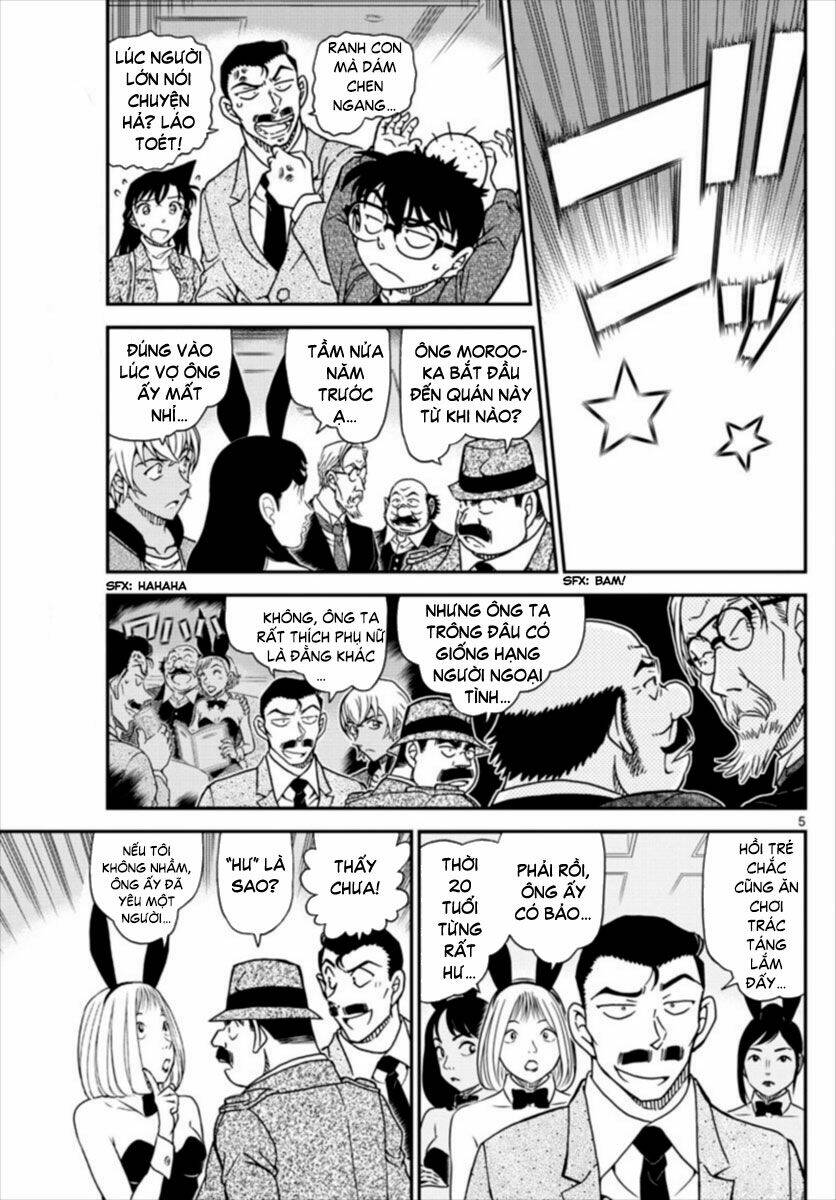 RANH CON
MÀ DÁM
CHEN
NGANG...
LÚC NGƯỜI
LỚN NÓI
CHUYỆN
HẢ? LÁO
TOÉT!
SFX: BAM!
ÔNG MOROO-
KA BẮT ĐẦU
ĐẾN QUÁN NÀY
TỪ KHI NÀO?
TẦM NỬA
NĂM
TRƯỚC
Ạ...
ĐÚNG VÀO
LÚC VỢ ÔNG
ẤY MẤT
NHỈ...
SFX: HAHAHA
NHƯNG ÔNG TA
TRÔNG ĐÂU CÓ
GIỐNG HẠNG
NGƯỜI NGOẠI
TÌNH...
KHÔNG, ÔNG TA
RẤT THÍCH PHỤ NỮ
LÀ ĐẰNG KHÁC
...
5
HỒI TRẺ
CHẮC
CŨNG ĂN
CHƠI
TRÁC
TÁNG
LẮM
ĐẤY...
PHẢI RỒI,
ÔNG ẤY
CÓ BẢO...
THỜI
20
TUỔI
TỪNG
RẤT
HƯ...
THẤY
CHƯA!
“HƯ” LÀ
SAO?
NẾU TÔI
KHÔNG NHẦM,
ÔNG ẤY ĐÃ
YÊU MỘT
NGƯỜI...